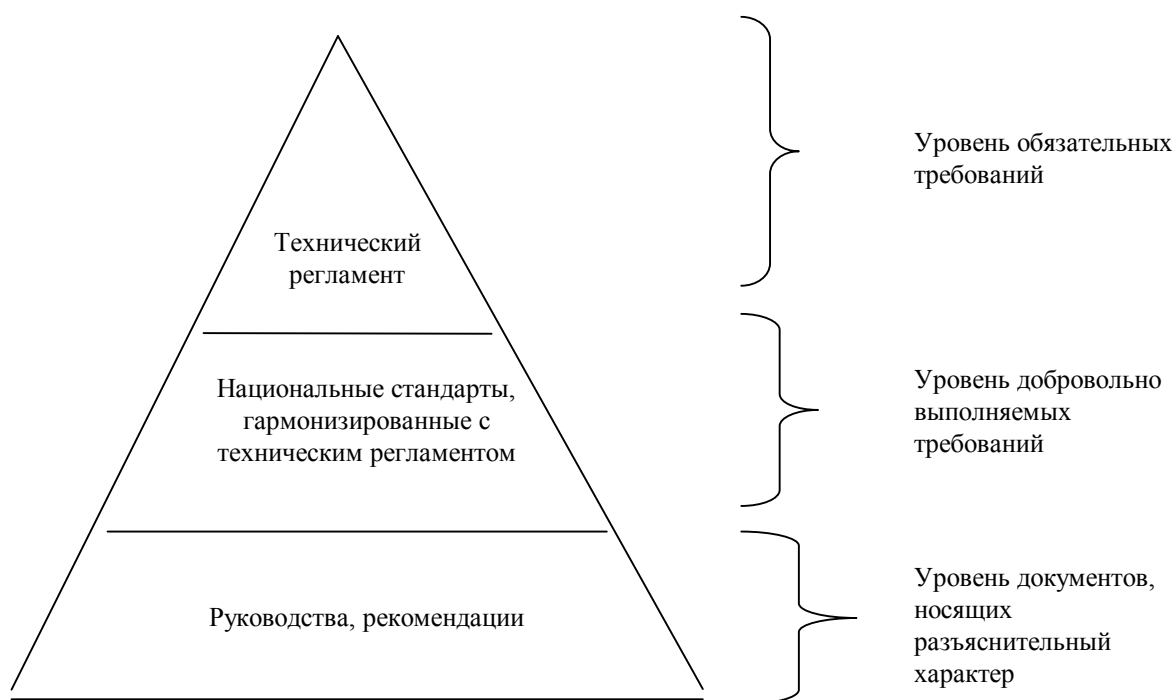 Технический
регламент
Уровень обязательных
требований
Национальные стандарты,
гармонизированные с
техническим регламентом
Уровень добровольно
выполняемых
требований
Руководства, рекомендации
Уровень документов,
носящих
разъяснительный
характер